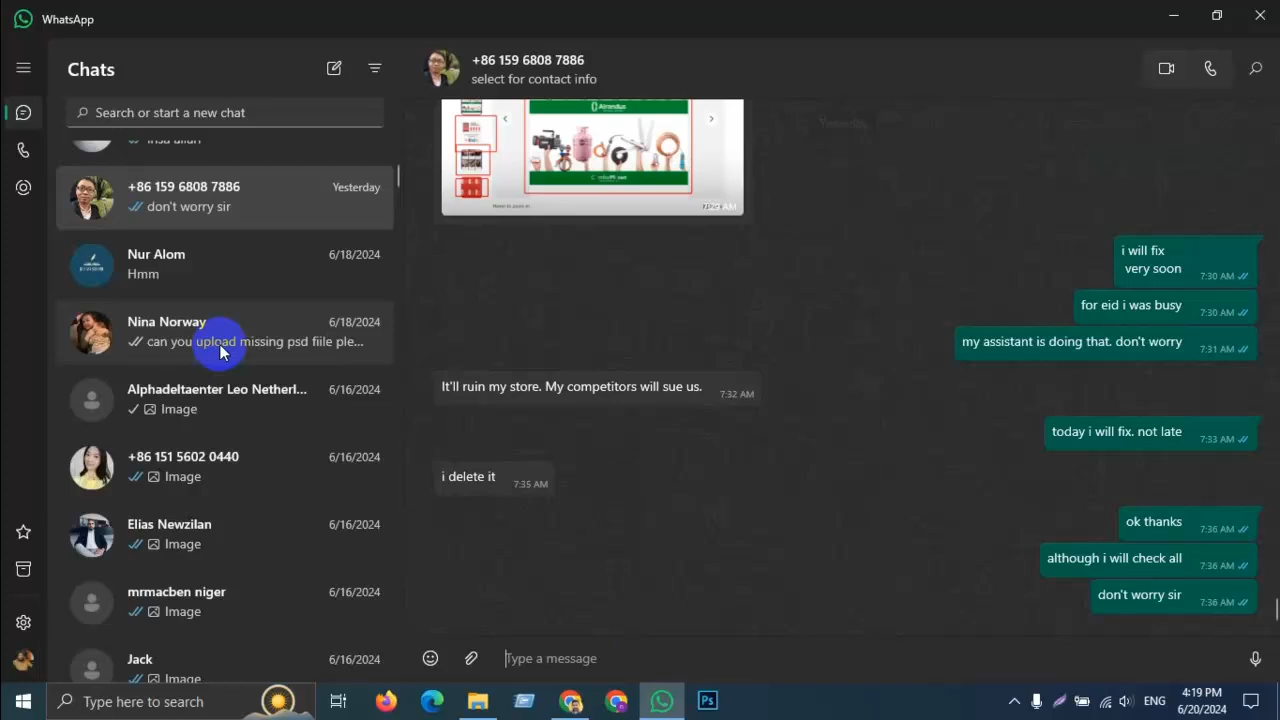 WhatsApp
Chats
Search or start a new chat
+86 159 6808 7886
Yesterday
don't worry sir
Nur Alom
6/18/2024
Hmm
Nina Norway
6/18/2024
can you upload missing psd fiile ple...
Alphadeltaenter Leo Netherl...
6/16/2024
Image
+86 151 5602 0440
6/16/2024
Image
Elias Newzilan
6/16/2024
Image
mrmacben niger
6/16/2024
Image
Jack
6/16/2024
Image
+86 159 6808 7886
select for contact info
Yesterday
i will fix
very soon
7:30 AM
for eid i was busy
7:30 AM
my assistant is doing that. don't worry
7:31 AM
It'll ruin my store. My competitors will sue us.
7:32 AM
today i will fix. not late
7:33 AM
i delete it
7:35 AM
ok thanks
7:36 AM
although i will check all
7:36 AM
don't worry sir
7:36 AM
Type a message
Type here to search
Ps
ENG
4:19 PM
6/20/2024